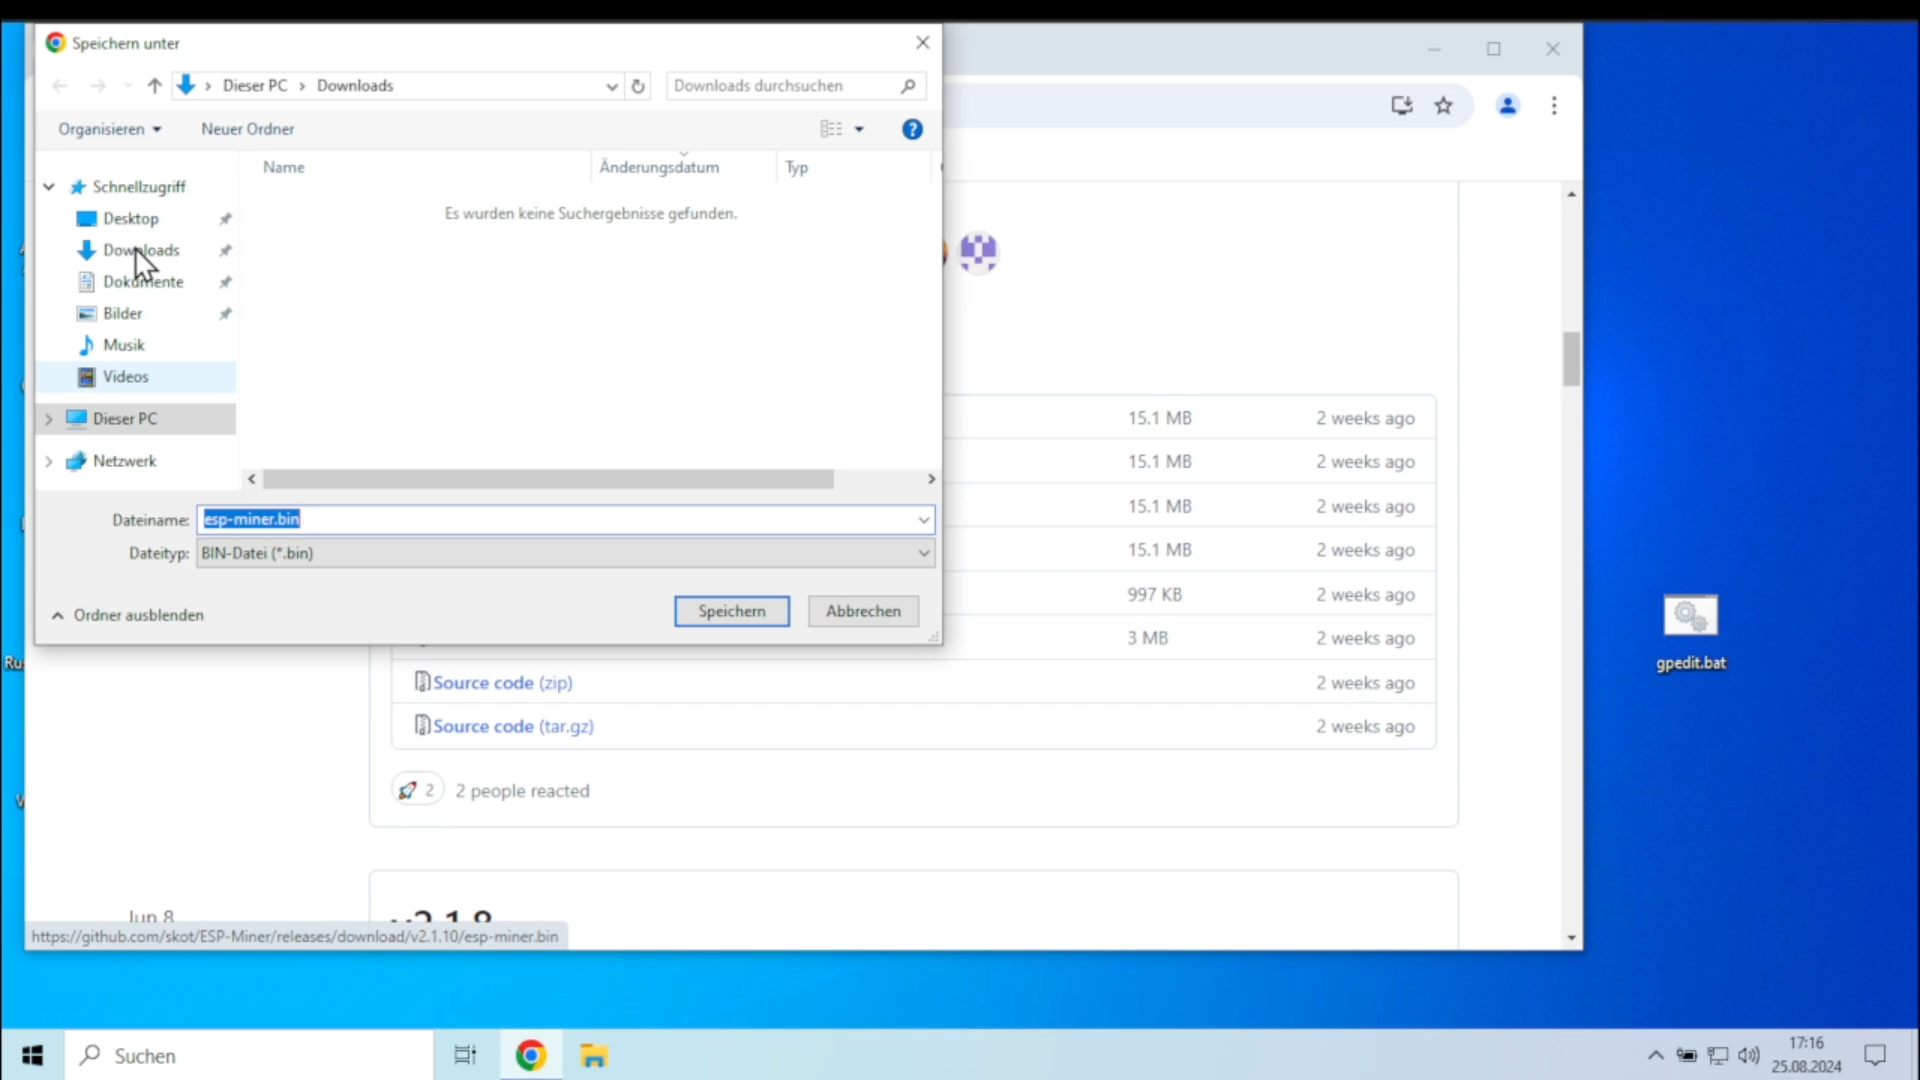 Speichern unter
Dieser PC > Downloads
Downloads durchsuchen
Organisieren
Neuer Ordner
Name
Änderungsdatum
Typ
Es wurden keine Suchergebnisse gefunden.
Schnellzugriff
Desktop
Downloads
Dokumente
Bilder
Musik
Videos
Dieser PC
Netzwerk
Dateiname: esp-miner.bin
Dateityp: BIN-Datei (*.bin)
Ordner ausblenden
Speichern
Abbrechen
15.1 MB 2 weeks ago
15.1 MB 2 weeks ago
15.1 MB 2 weeks ago
15.1 MB 2 weeks ago
997 KB 2 weeks ago
3 MB 2 weeks ago
Source code (zip) 2 weeks ago
Source code (tar.gz) 2 weeks ago
2 2 people reacted
Jun 8
v2.1.8
https://github.com/skot/ESP-Miner/releases/download/v2.1.10/esp-miner.bin
gpedit.bat
Ru
Suchen
17:16
25.08.2024